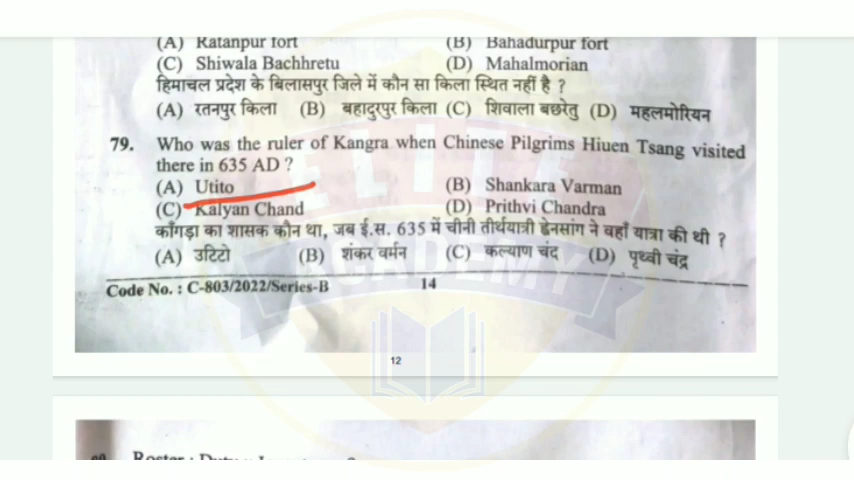 (A) Ratanpur fort (B) Bahadurpur fort
(C) Shiwala Bachhretu (D) Mahalmorian
हिमाचल प्रदेश के बिलासपुर जिले में कौन सा किला स्थित नहीं है ?
(A) रतनपुर किला (B) बहादुरपुर किला (C) शिवाला बछरेतु (D) महलमोरियन
79. Who was the ruler of Kangra when Chinese Pilgrims Hiuen Tsang visited
there in 635 AD ?
(A) Utito (B) Shankara Varman
(C) Kalyan Chand (D) Prithvi Chandra
काँगड़ा का शासक कौन था, जब ई.स. 635 में चीनी तीर्थयात्री ह्वेनसांग ने वहाँ यात्रा की थी ?
(A) उटिटो (B) शंकर वर्मन (C) कल्याण चंद (D) पृथ्वी चंद्र
Code No. : C-803/2022/Series-B 14
12
ELITE
ACADEMY